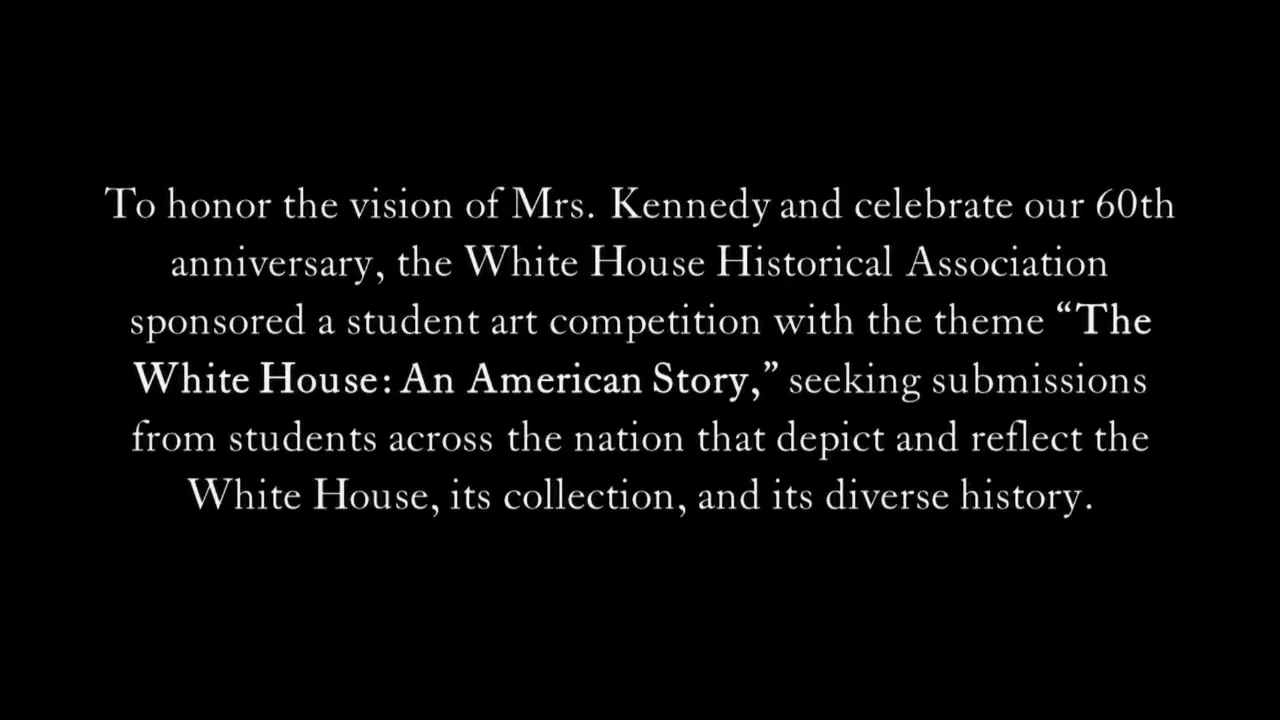 To honor the vision of Mrs. Kennedy and celebrate our 60th
anniversary, the White House Historical Association
sponsored a student art competition with the theme “The
White House: An American Story,” seeking submissions
from students across the nation that depict and reflect the
White House, its collection, and its diverse history.